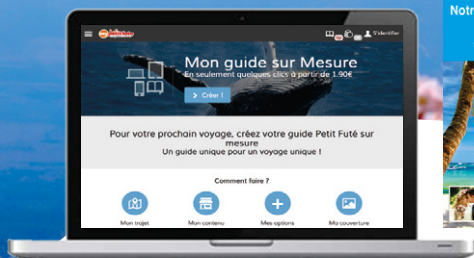 Notr
S'identifier
Mon guide sur Mesure
En seulement quelques clics à partir de 1.90€
> Créer !
Pour votre prochain voyage, créez votre guide Petit Futé sur
mesure
Un guide unique pour un voyage unique !
Comment faire ?
Mon trajet
Mon contenu
Mes options
Ma couverture